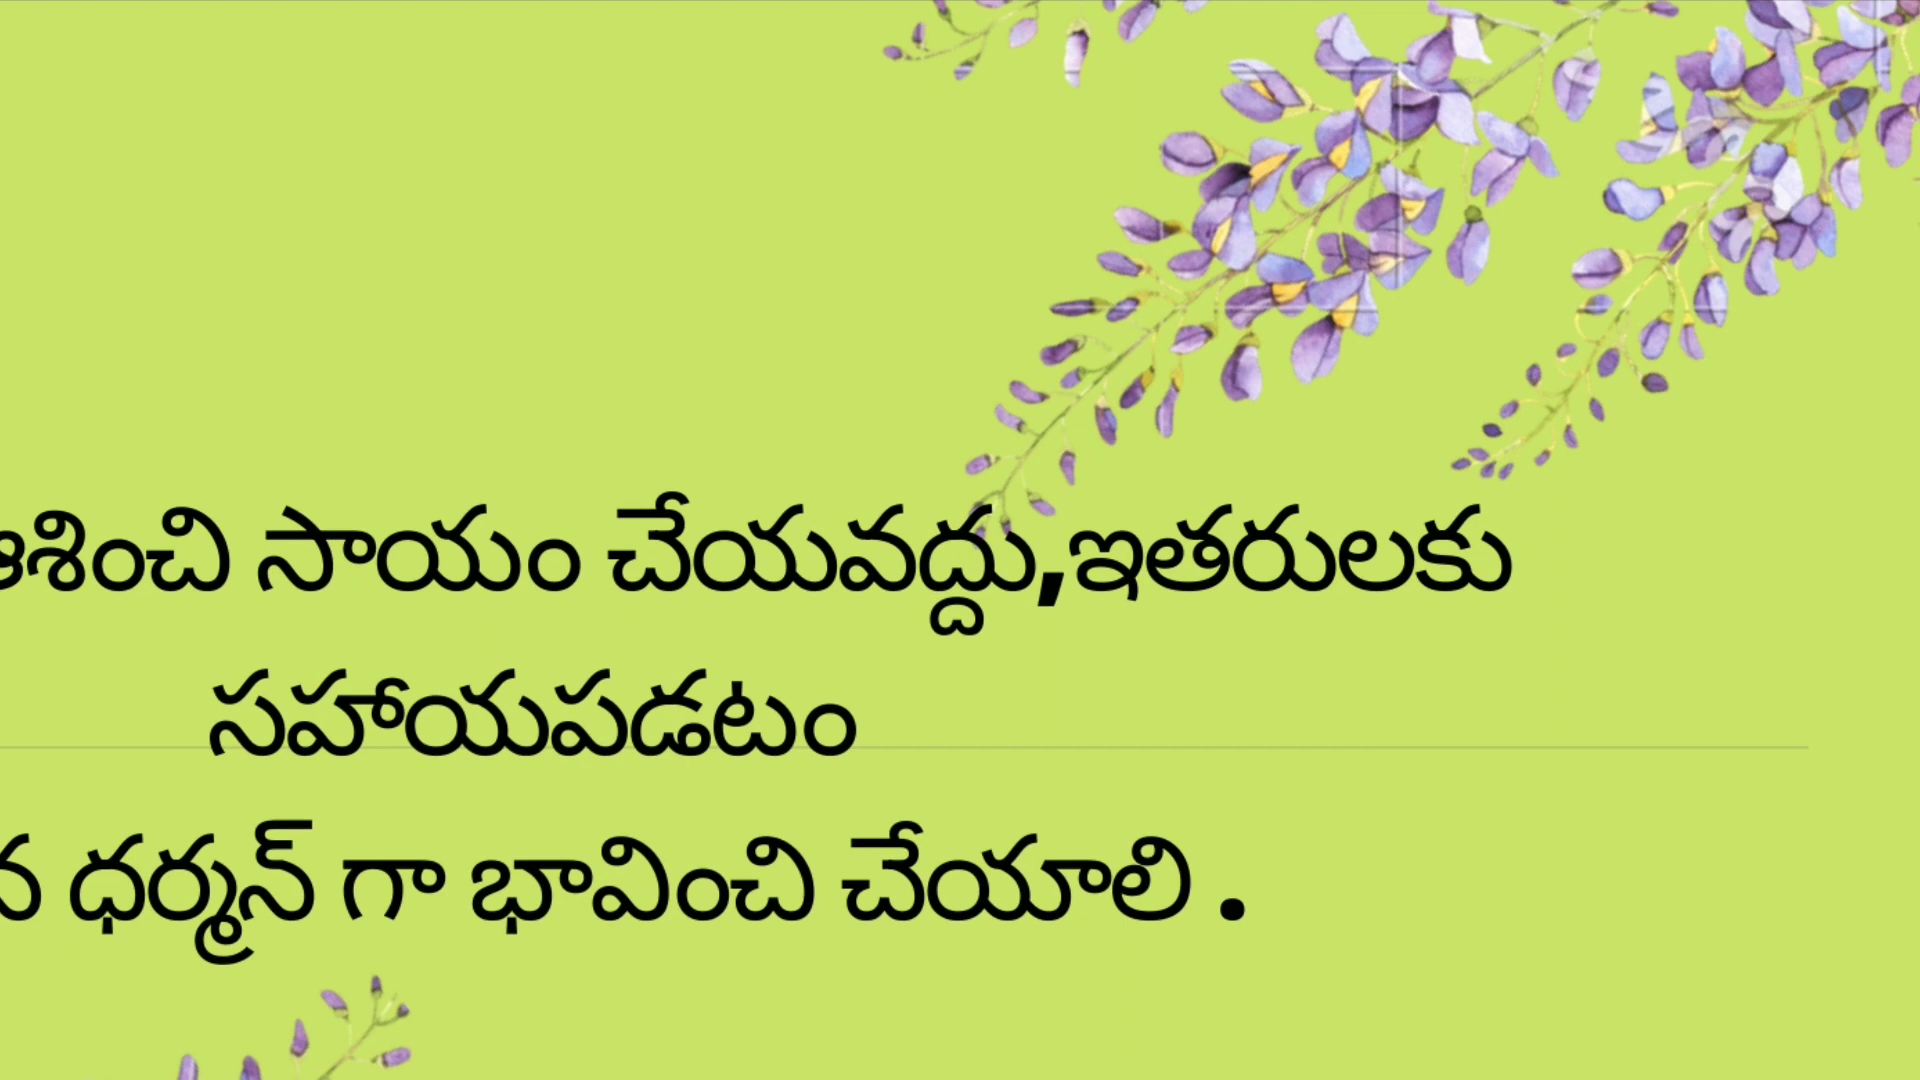 ఆశించి సాయం చేయవద్దు,ఇతరులకు
సహాయపడటం
ధర్మన్ గా భావించి చేయాలి .